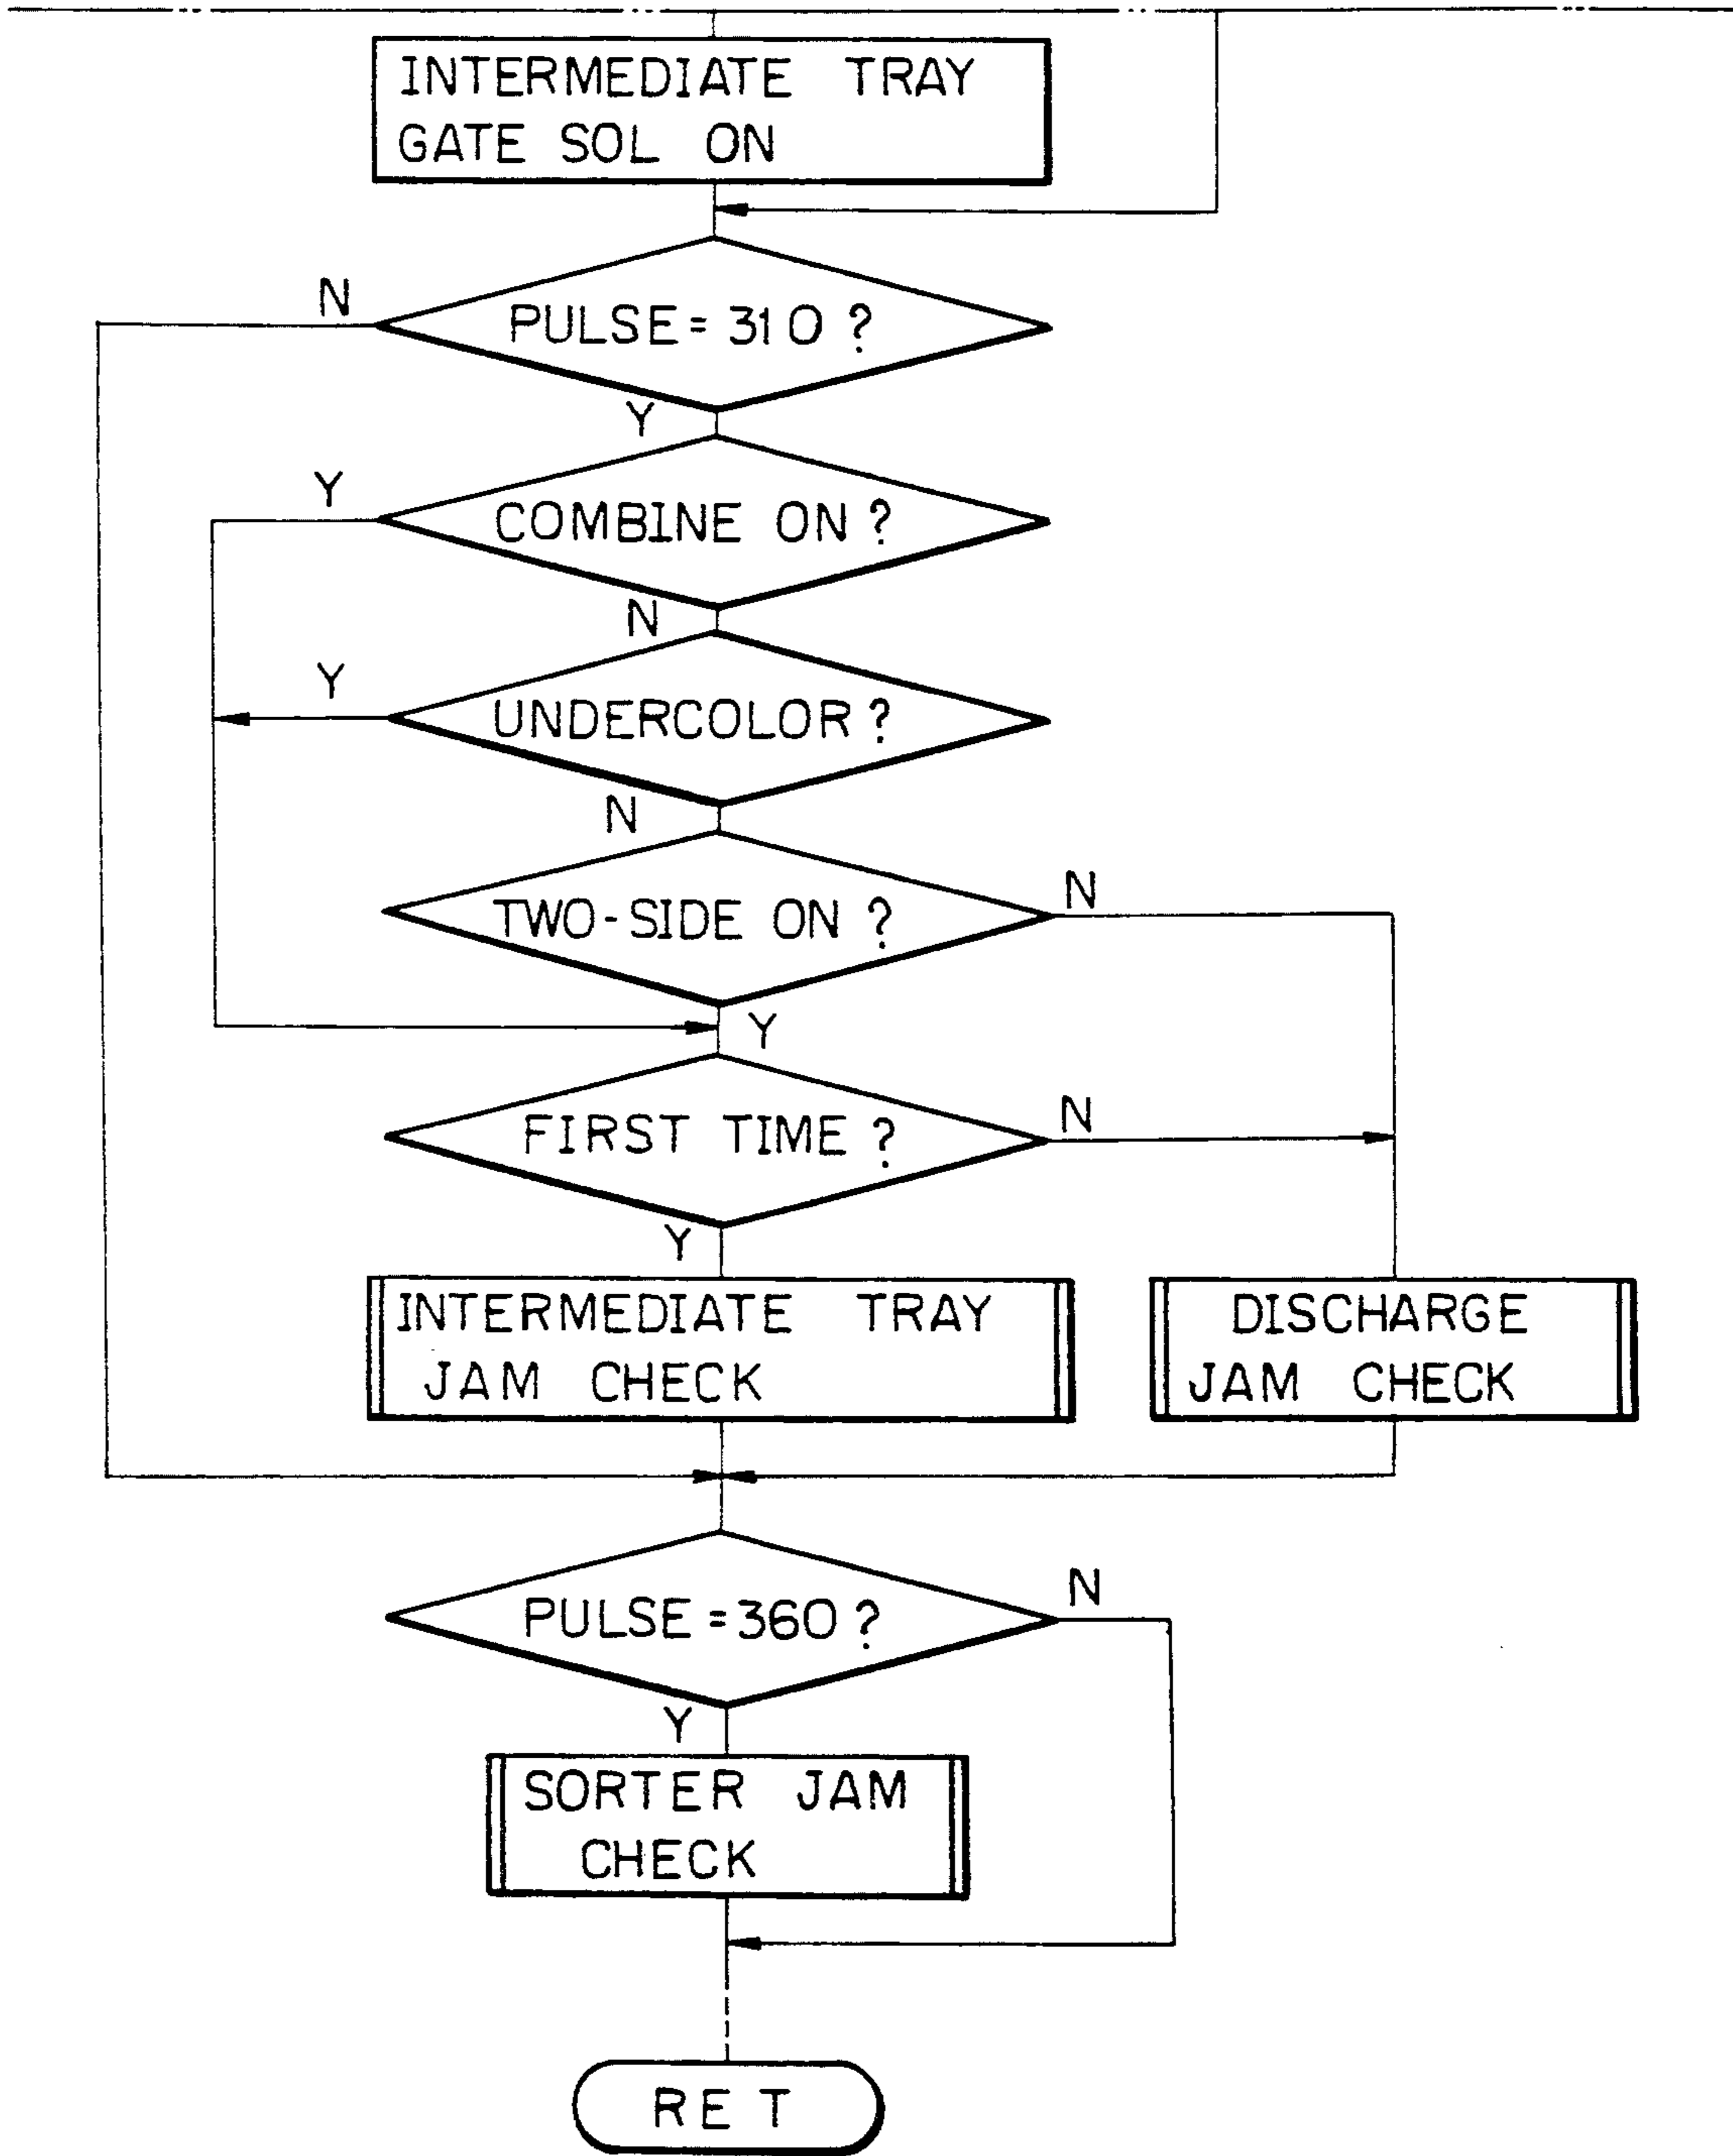 INTERMEDIATE TRAY
GATE SOL ON
N
PULSE=310?
Y
Y
COMBINE ON?
N
Y
UNDERCOLOR?
N
N
TWO-SIDE ON?
Y
N
FIRST TIME?
Y
INTERMEDIATE TRAY
JAM CHECK
DISCHARGE
JAM CHECK
N
PULSE=360?
Y
SORTER JAM
CHECK
RET